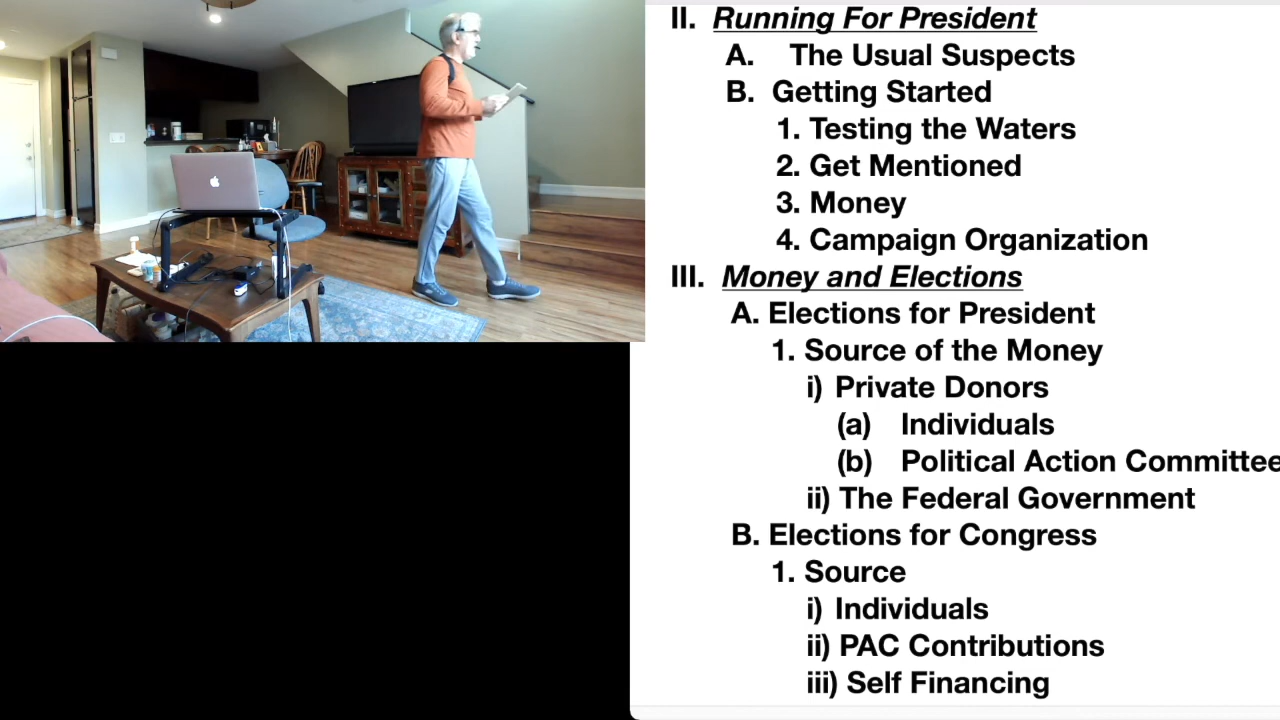 II. Running For President
A. The Usual Suspects
B. Getting Started
1. Testing the Waters
2. Get Mentioned
3. Money
4. Campaign Organization
III. Money and Elections
A. Elections for President
1. Source of the Money
i) Private Donors
(a) Individuals
(b) Political Action Committee
ii) The Federal Government
B. Elections for Congress
1. Source
i) Individuals
ii) PAC Contributions
iii) Self Financing